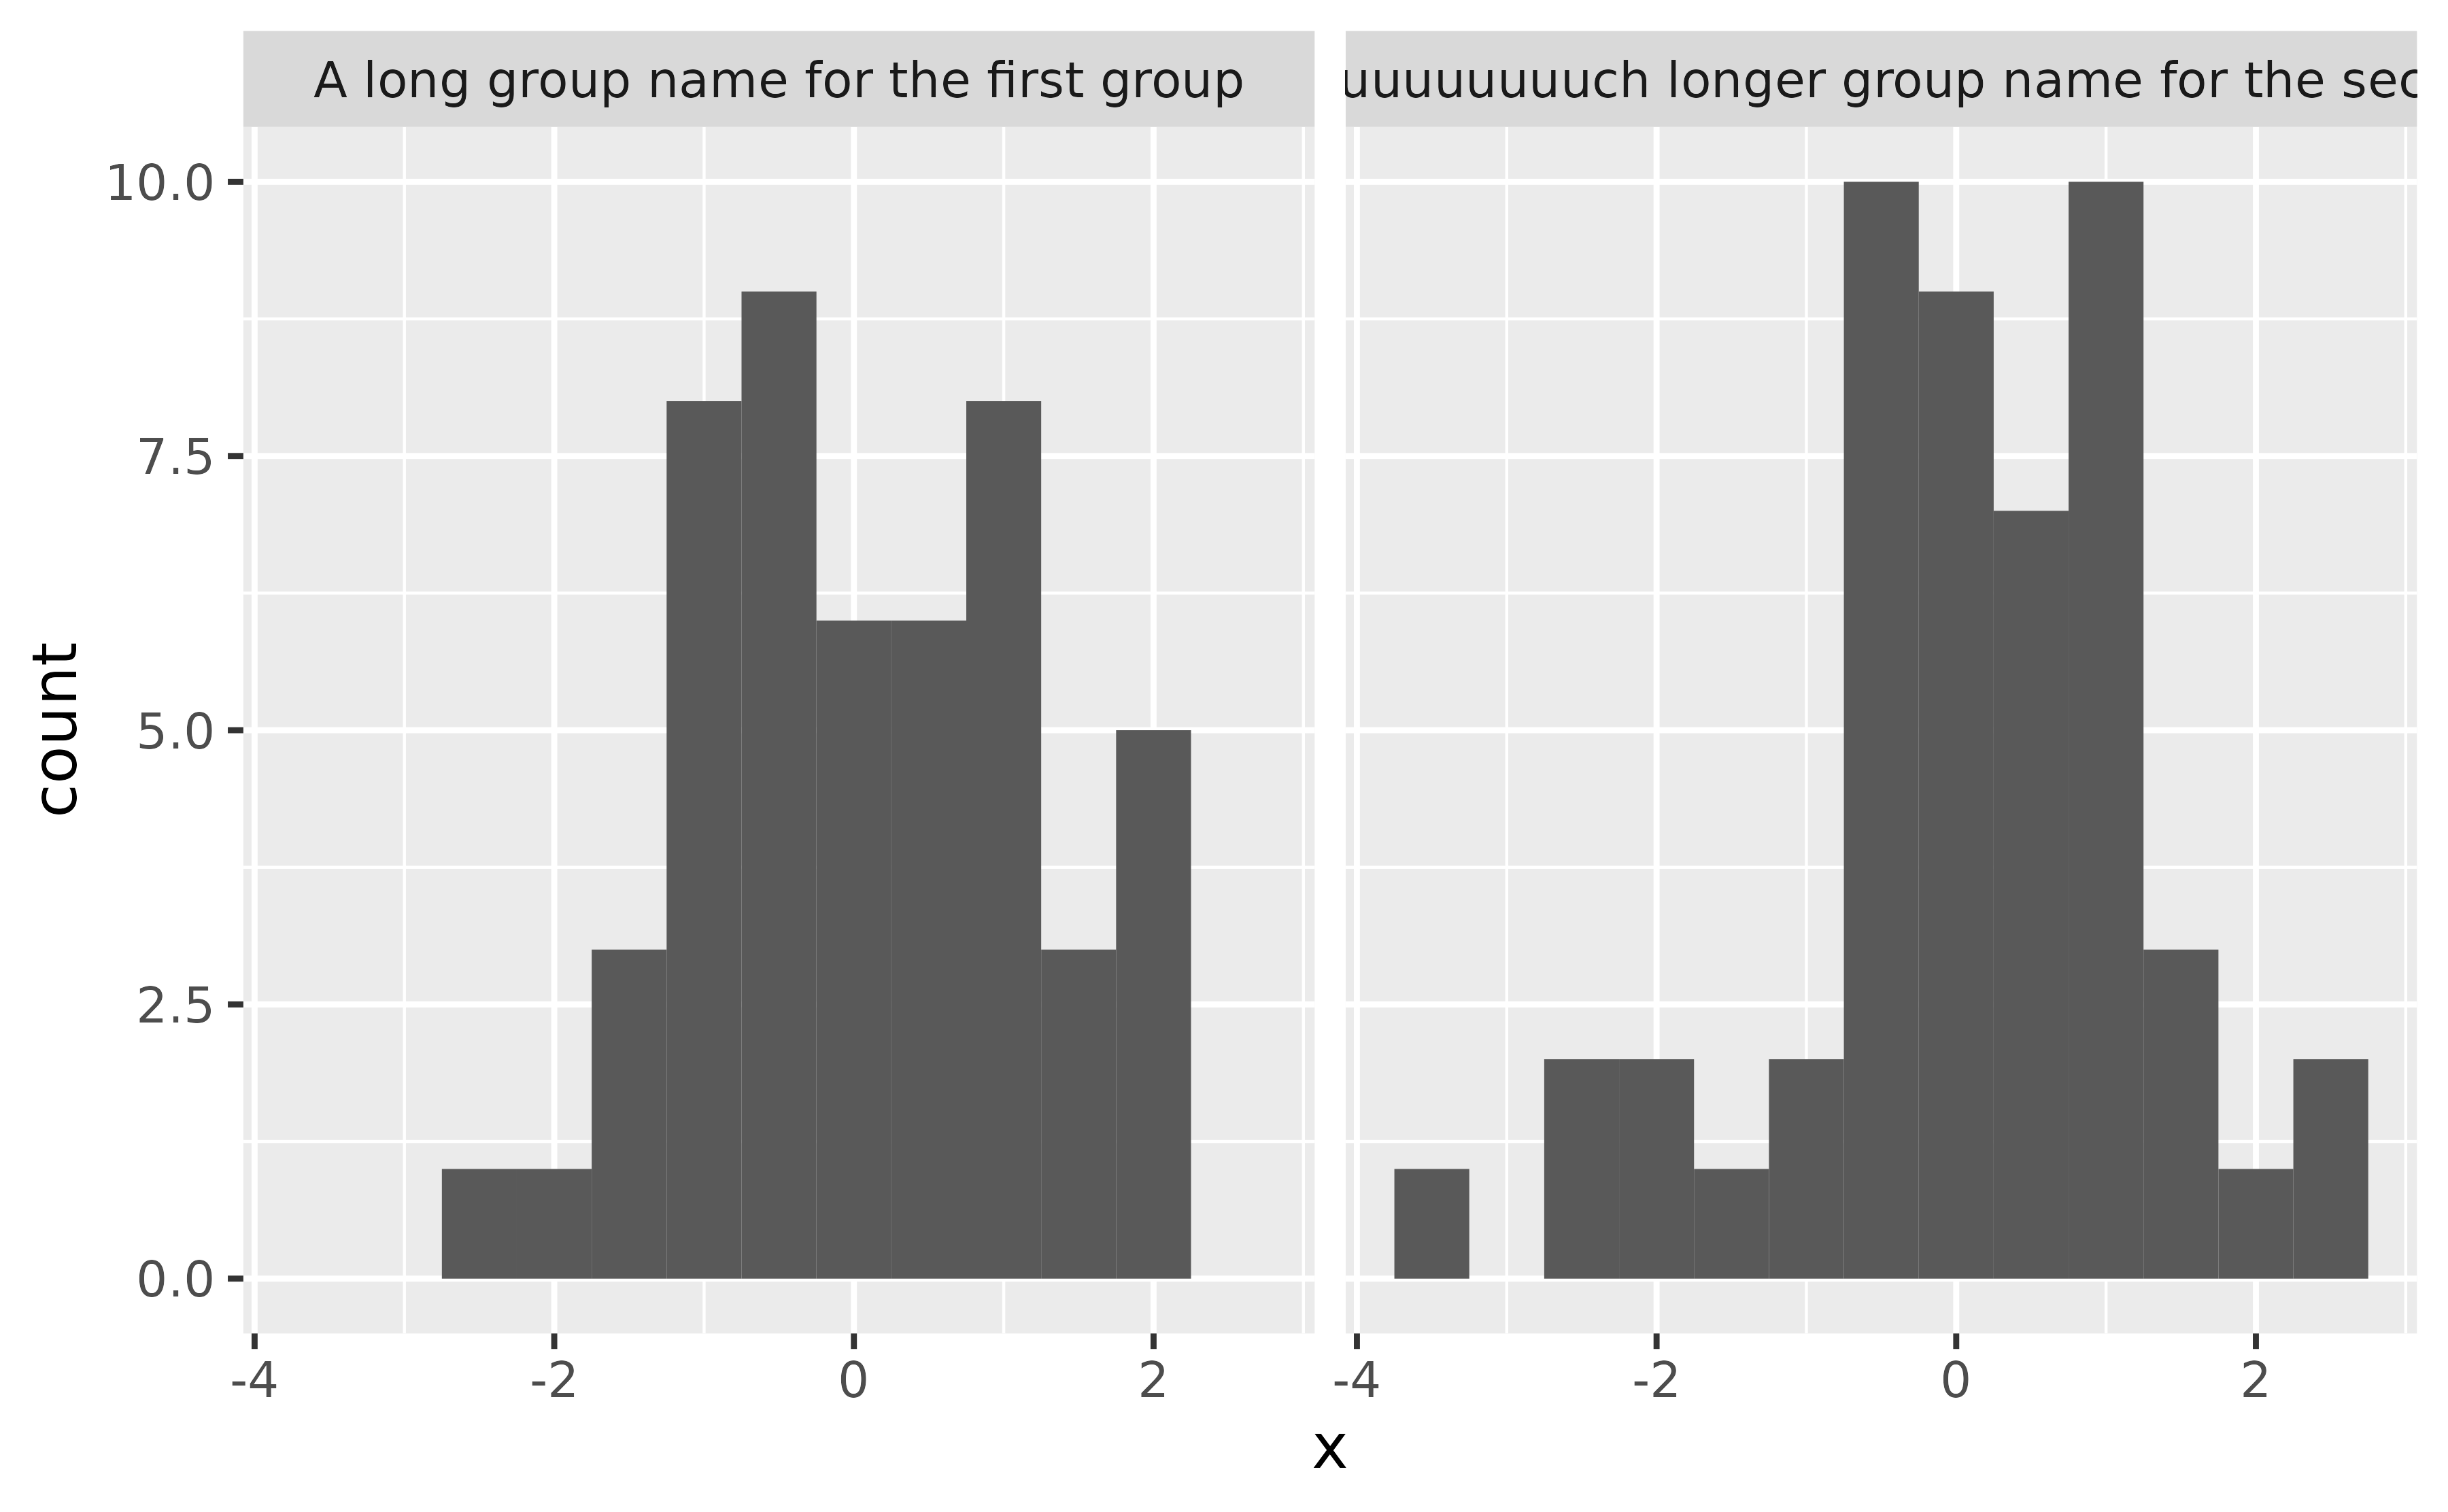 A long group name for the first group
uuuuuuuuuch longer group name for the sec
10.0
7.5
5.0
2.5
0.0
count
-4 -2 0 2
-4 -2 0 2
x